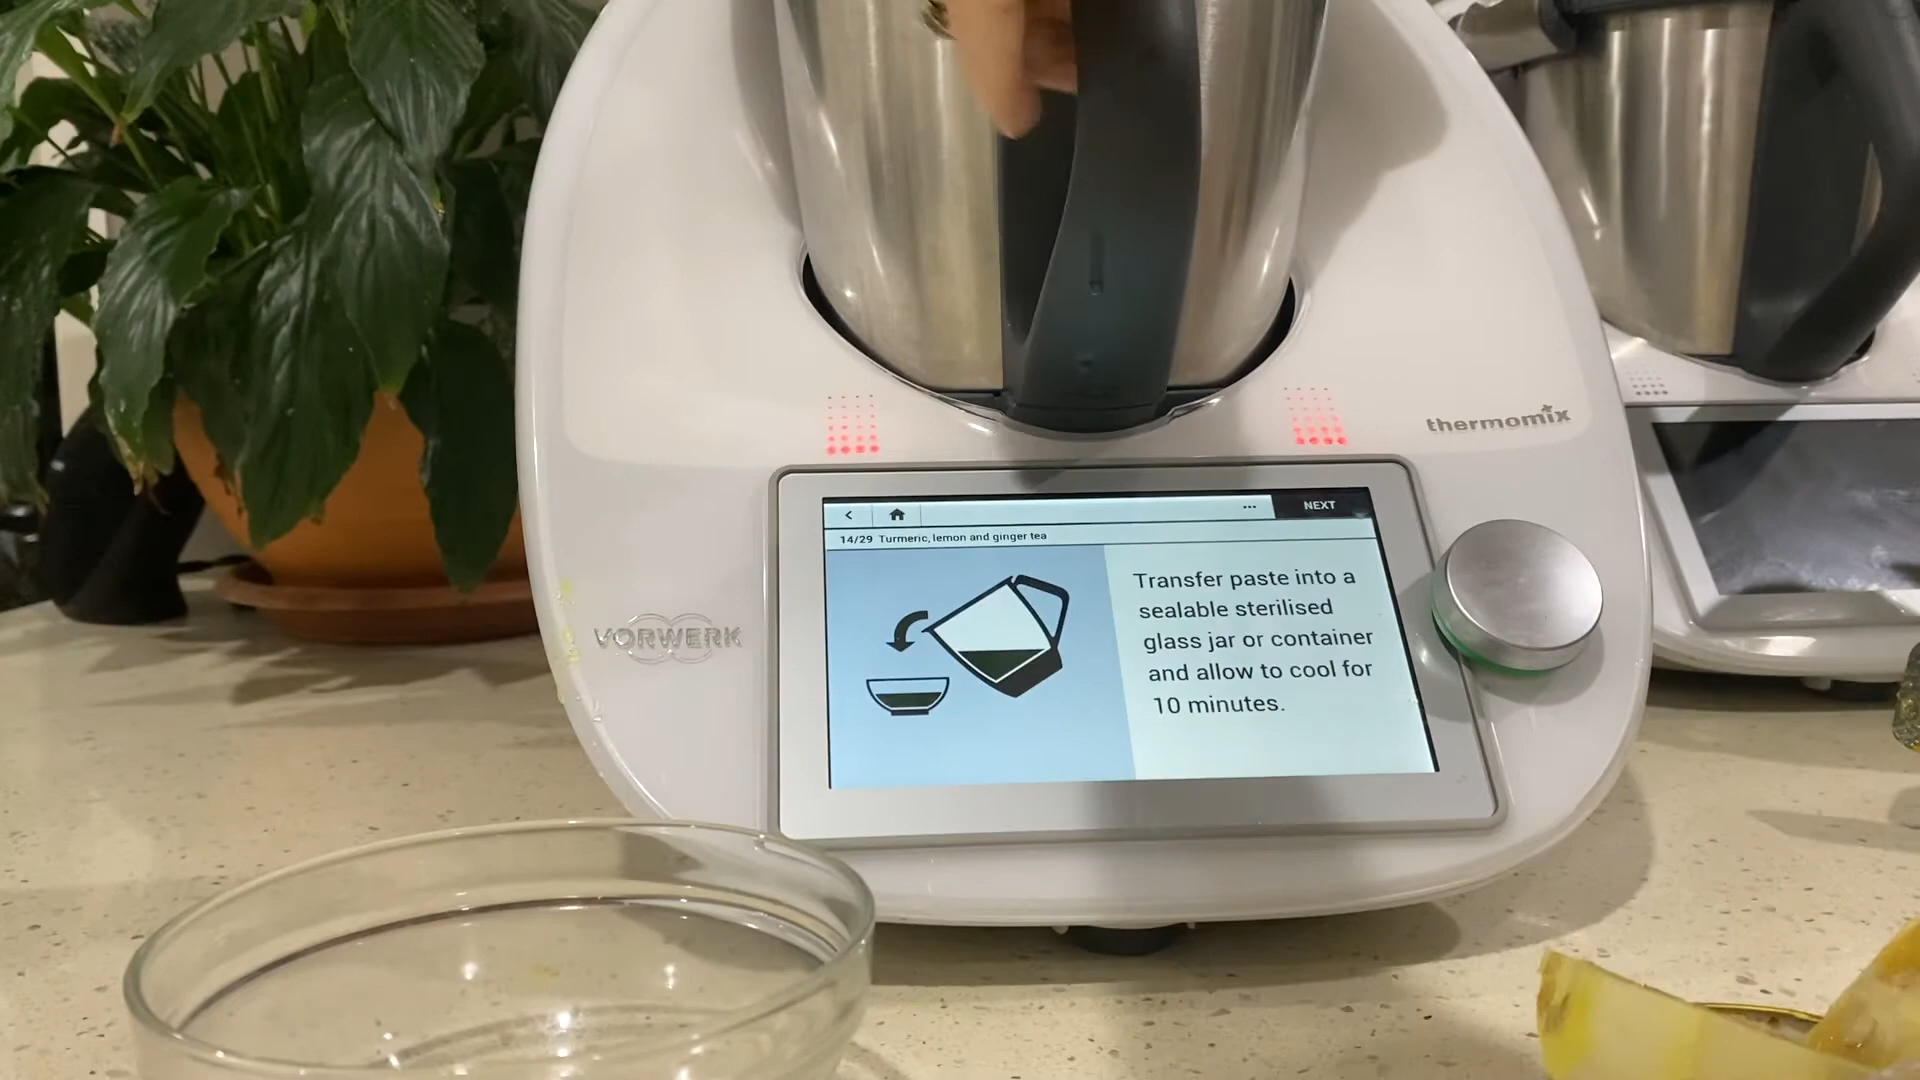 thermomix
NEXT
14/29 Turmeric, lemon and ginger tea
Transfer paste into a
sealable sterilised
glass jar or container
and allow to cool for
10 minutes.
VORWERK